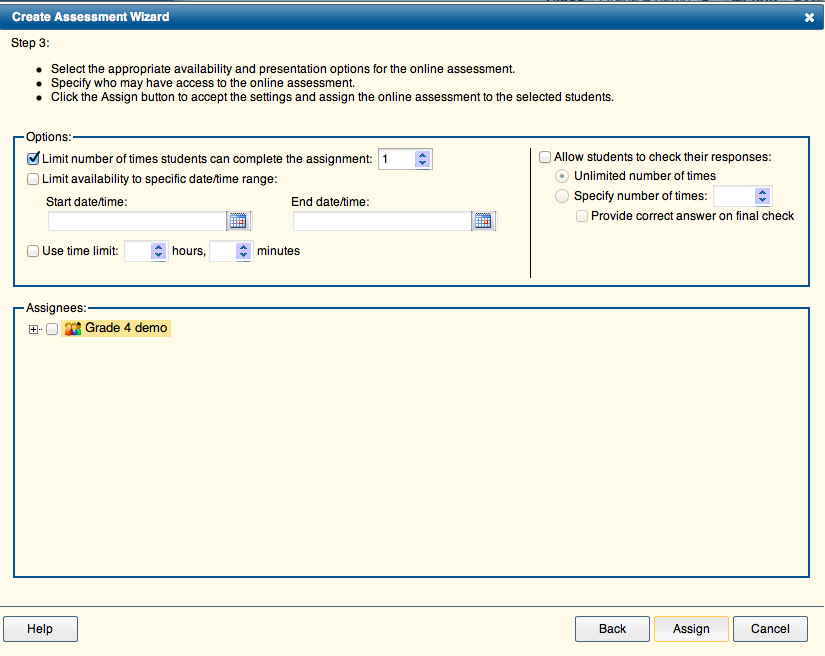 Create Assessment Wizard
Step 3:
Select the appropriate availability and presentation options for the online assessment.
Specify who may have access to the online assessment.
Click the Assign button to accept the settings and assign the online assessment to the selected students.
Options:
Limit number of times students can complete the assignment: 1
Limit availability to specific date/time range:
Start date/time: End date/time:
Use time limit: hours, minutes
Allow students to check their responses:
Unlimited number of times
Specify number of times:
Provide correct answer on final check
Assignees:
Grade 4 demo
Help Back Assign Cancel